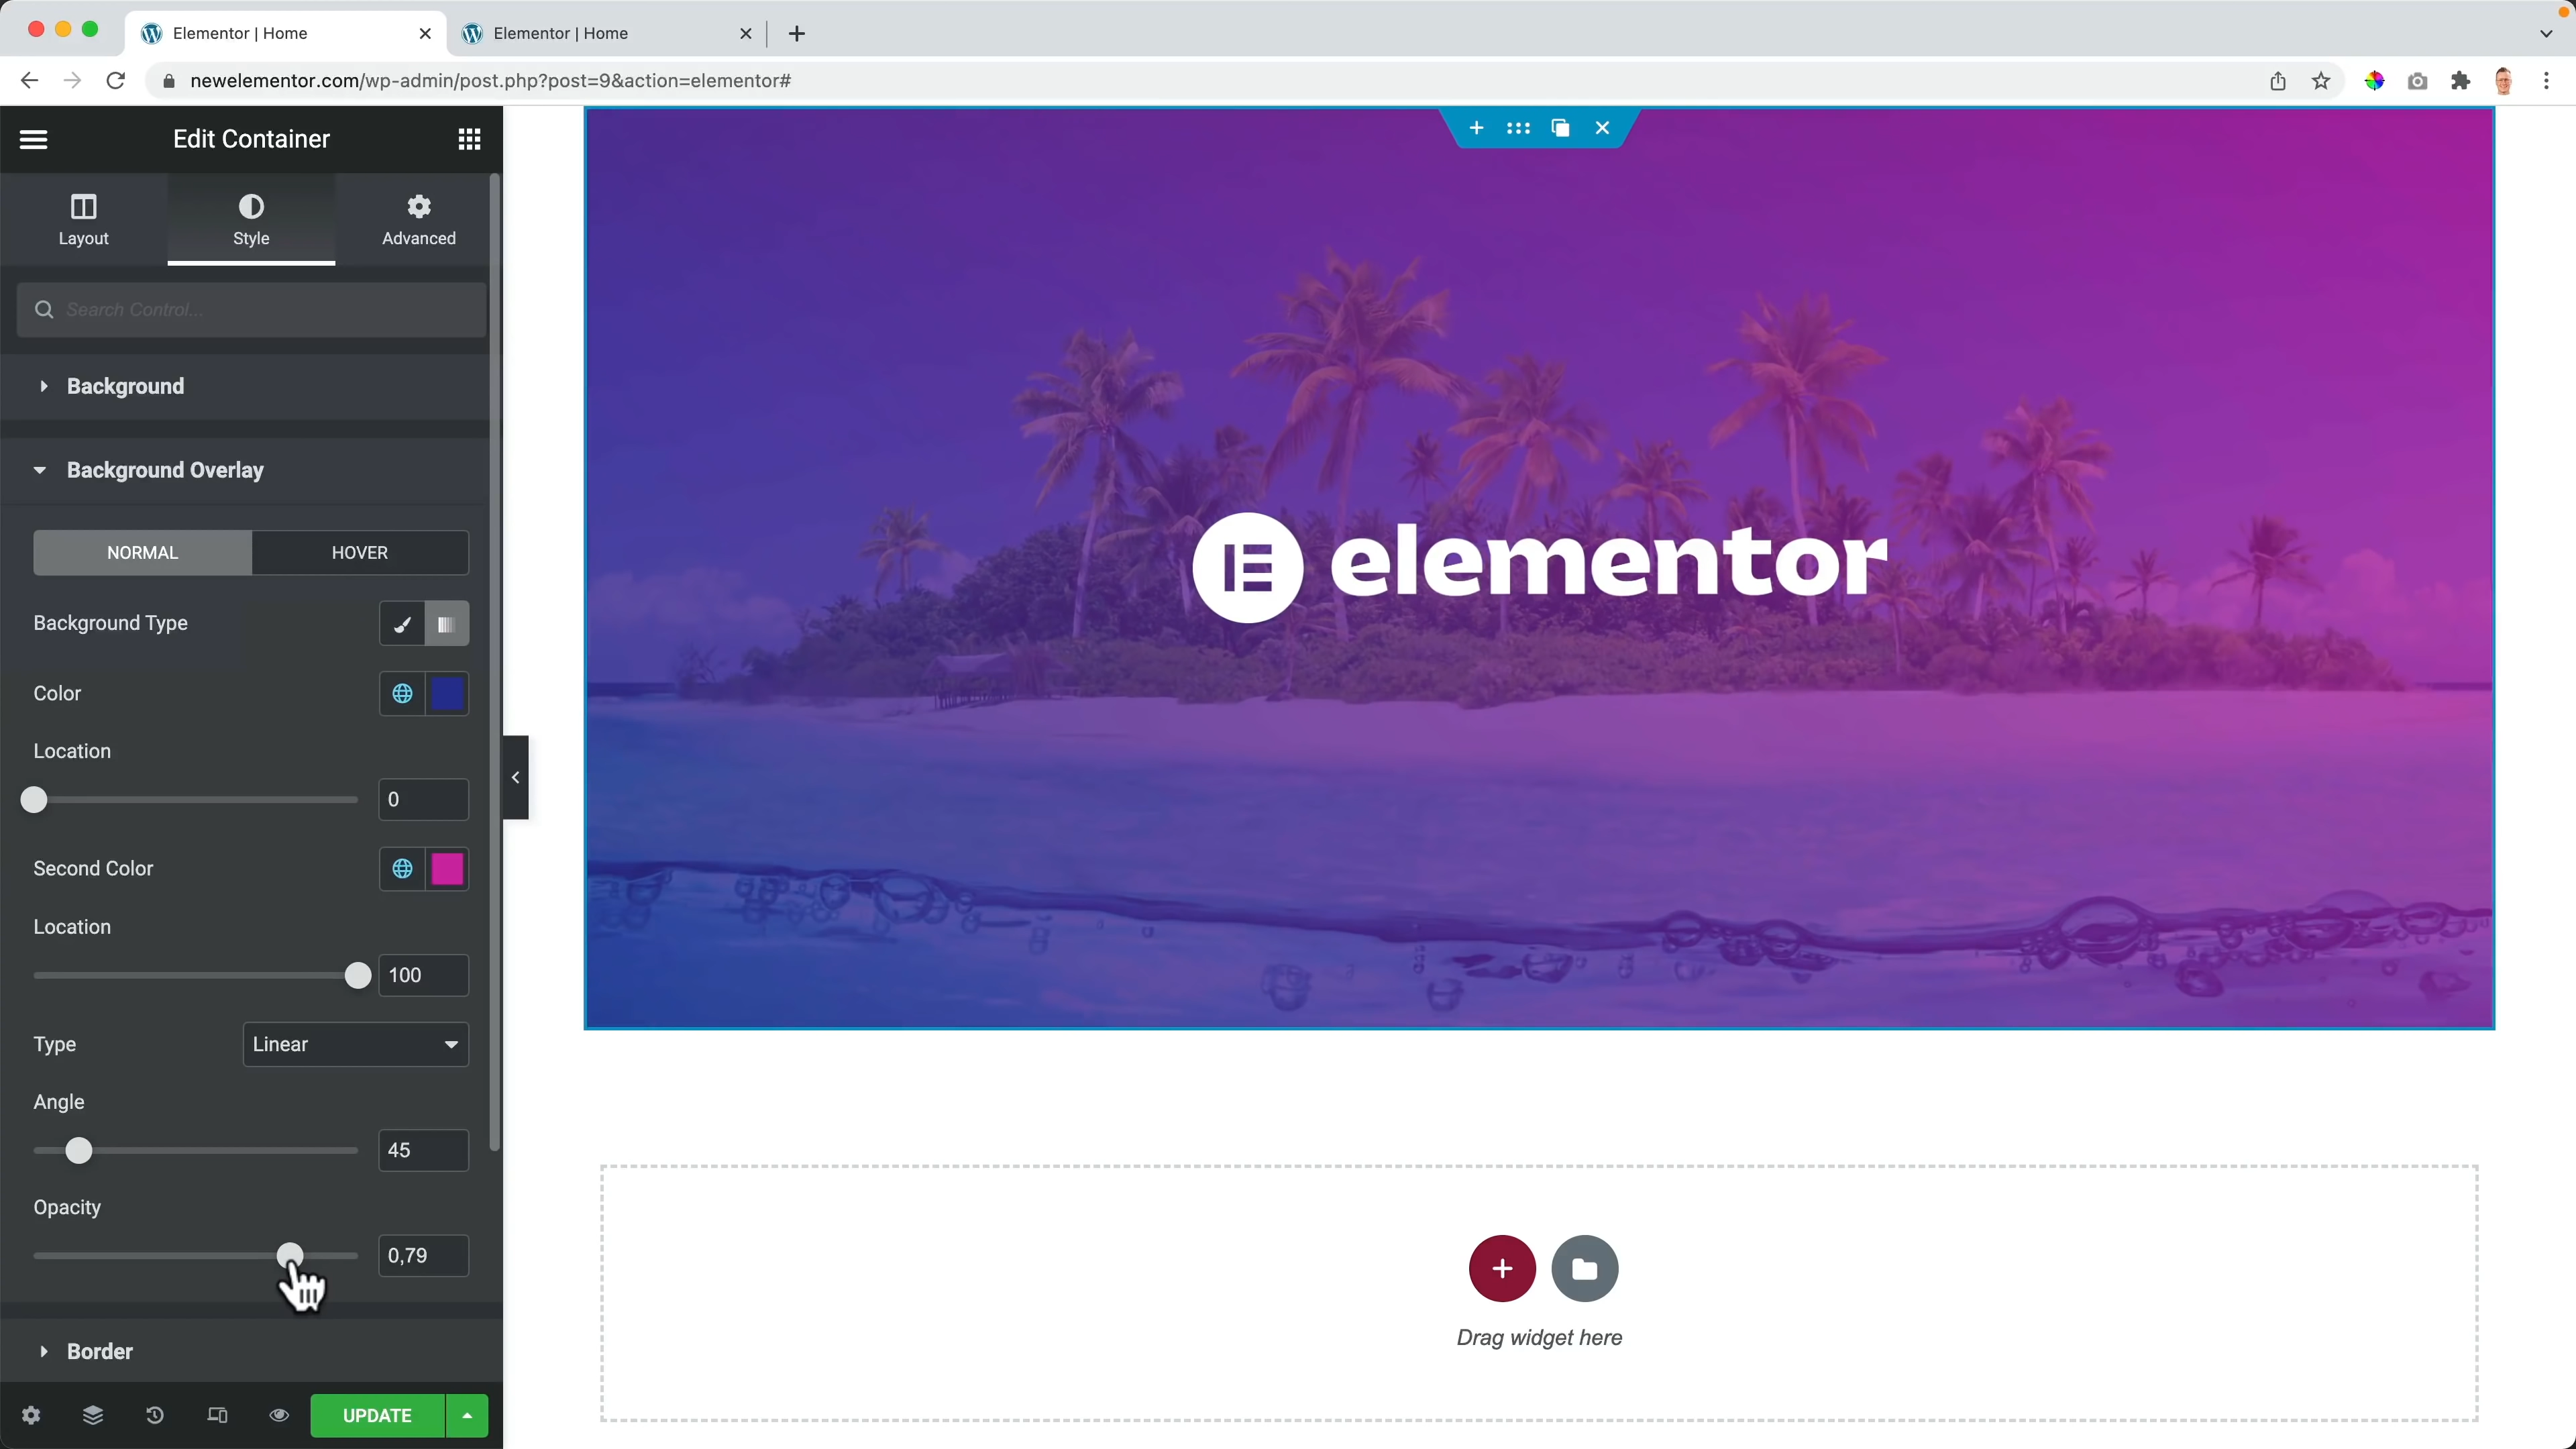 Elementor | Home
Elementor | Home
newelementor.com/wp-admin/post.php?post=9&action=elementor#
Edit Container
Layout
Style
Advanced
Search Control...
Background
Background Overlay
NORMAL
HOVER
Background Type
Color
Location
0
Second Color
Location
100
Type
Linear
Angle
45
Opacity
0,79
Border
UPDATE
elementor
Drag widget here